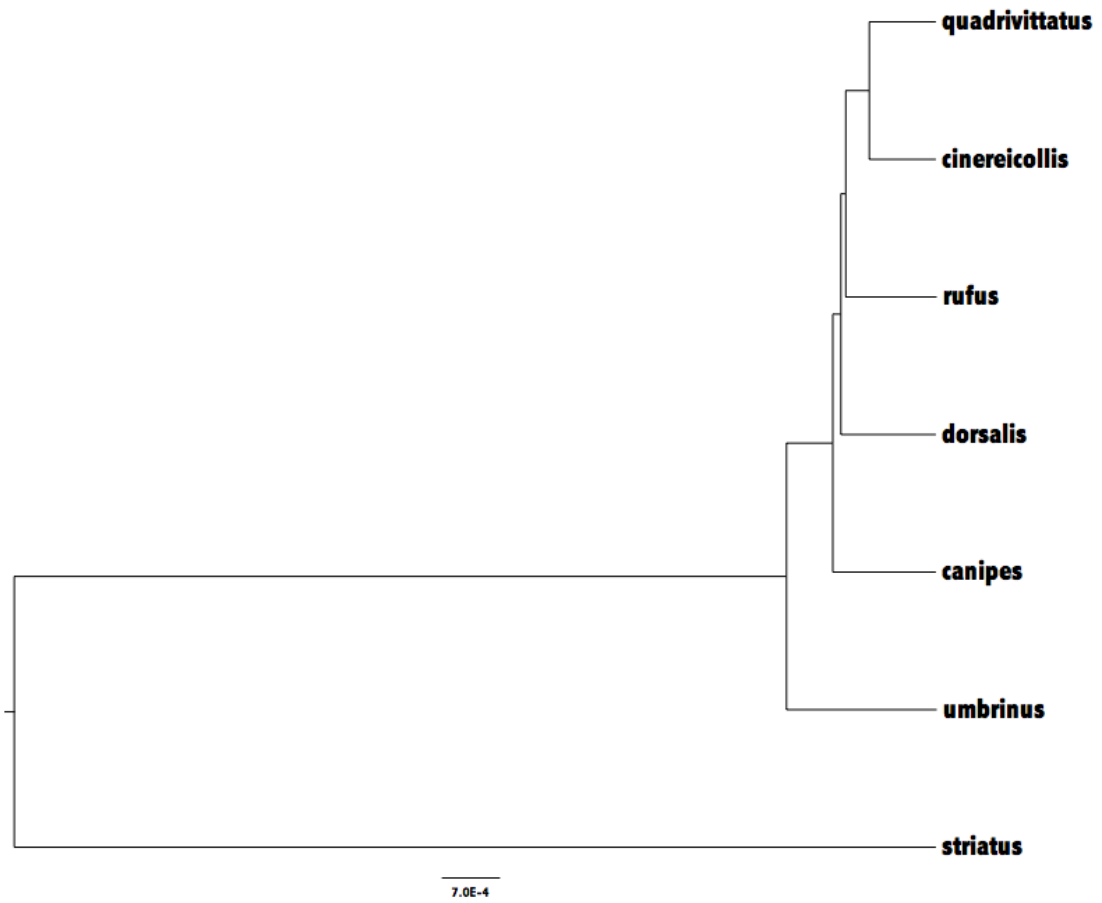 quadrivittatus
cinereicollis
rufus
dorsalis
canipes
umbrinus
striatus
7.0E-4